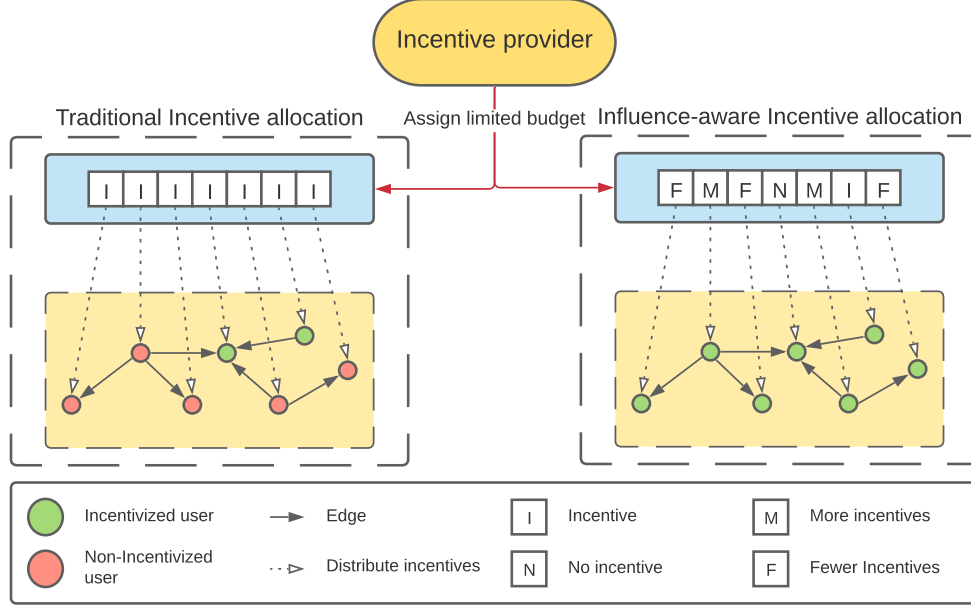 Incentive provider
Traditional Incentive allocation
Assign limited budget
Influence-aware Incentive allocation
I I I I I I I
F M F N M I F
Incentivized user
Edge
I
Incentive
M
More incentives
Non-Incentivized
user
Distribute incentives
N
No incentive
F
Fewer Incentives